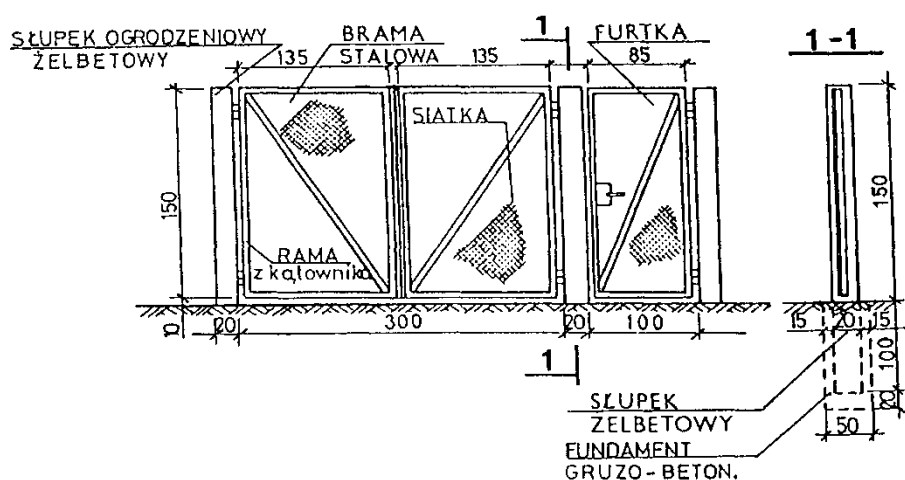 SŁUPEK OGRODZENIOWY
ŻELBETOWY
BRAMA
STALOWA
135
135
1
FURTKA
85
1-1
SIATKA
150
150
RAMA
z kątownika
10
20
300
20
100
15
20
15
100
20
50
1
SŁUPEK
ŻELBETOWY
FUNDAMENT
GRUZO-BETON.